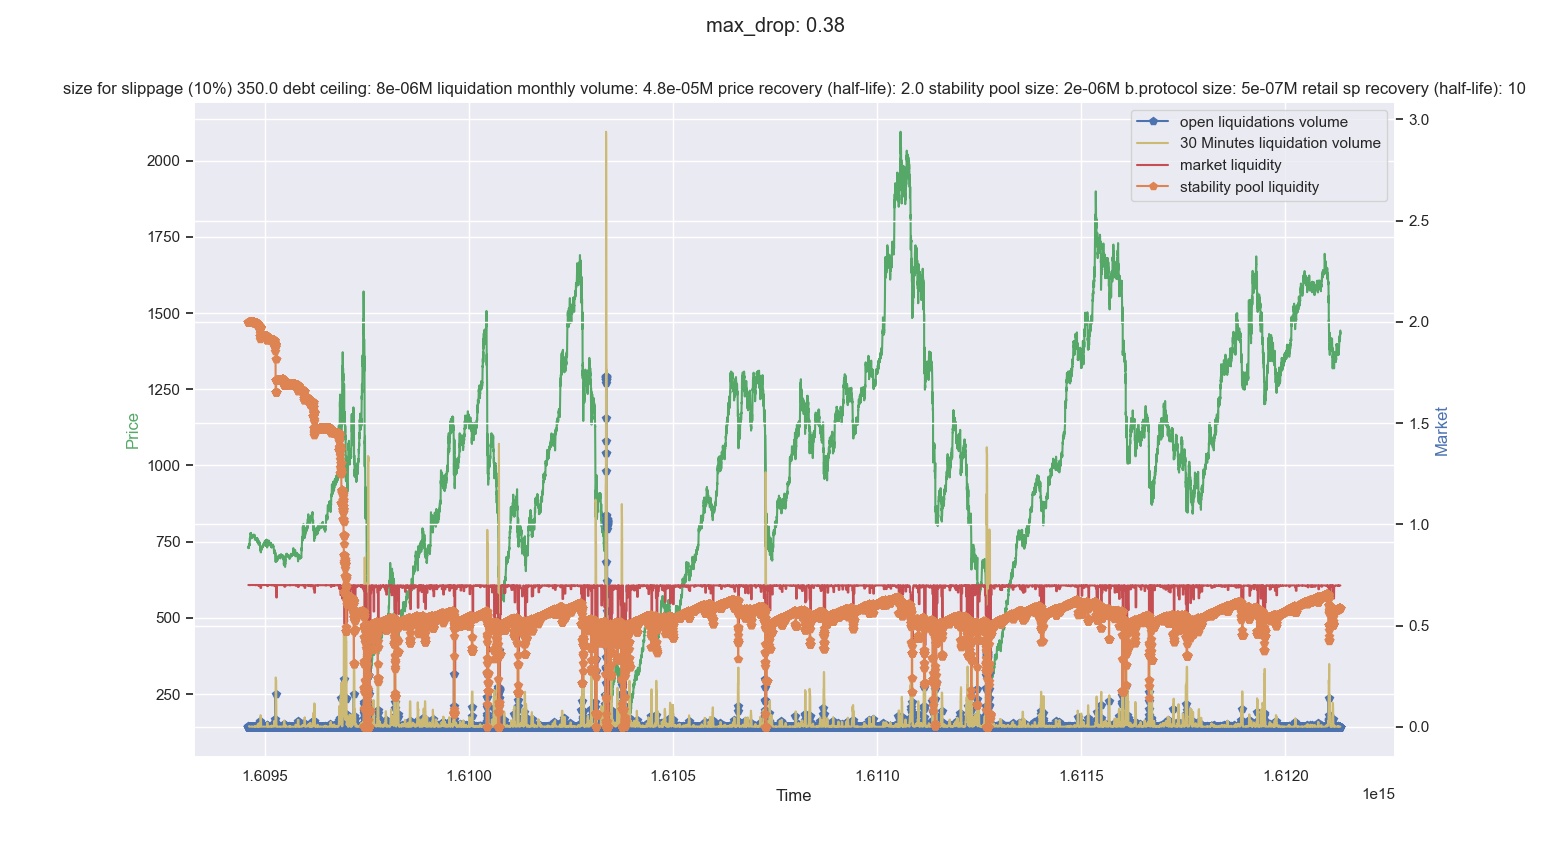 max_drop: 0.38
size for slippage (10%) 350.0 debt ceiling: 8e-06M liquidation monthly volume: 4.8e-05M price recovery (half-life): 2.0 stability pool size: 2e-06M b.protocol size: 5e-07M retail sp recovery (half-life): 10
open liquidations volume
30 Minutes liquidation volume
market liquidity
stability pool liquidity
2000
1750
1500
1250
1000
750
500
250
Price
3.0
2.5
2.0
1.5
1.0
0.5
0.0
Market
1.6095 1.6100 1.6105 1.6110 1.6115 1.6120
Time
1e15